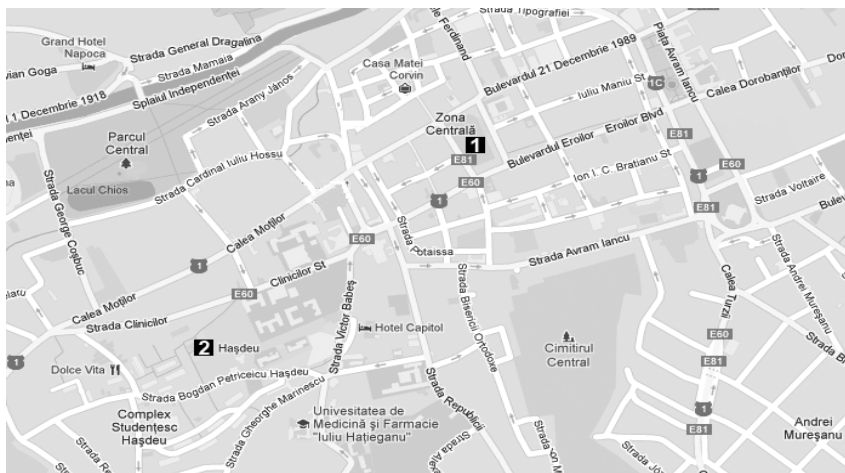 Strada Tipografiei
Strada General Dragalina
Grand Hotel
Napoca
vian Goga
Strada Mamaia
Casa Matei
Corvin
Bulevardul 21 Decembrie 1989
Piața Avram Iancu
Iuliu Maniu St
1C
Calea Dorobanților
l 1 Decembrie 1918
Splaiul Independenței
Strada Arany János
Zona
Centrală
1
Parcul
Central
E81
Bulevardul Eroilor
Eroilor Blvd
E81
Strada Cardinal Iuliu Hossu
Ion I. C. Bratianu St
E60
E60
1
Lacul Chios
1
Strada George Coșbuc
Strada Voltaire
E81
Calea Moților
E60
Strada Potaissa
Strada Avram Iancu
1
Clinicilor St
E60
Calea Moților
Strada Clinicilor
Strada Victor Babeș
Strada Bisericii Ortodoxe
Calea Turzii
Strada Andrei Mureșanu
Hotel Capitol
E60
2
Hașdeu
Cimitirul
Central
E81
1
Dolce Vita
Strada Bogdan Petriceicu Hașdeu
Strada Gheorghe Marinescu
Strada Republicii
1
Complex
Studențesc
Hașdeu
Univesitatea de
Medicină și Farmacie
"Iuliu Hațieganu"
E81
Andrei
Mureșanu